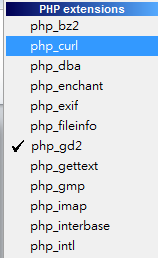 PHP extensions
php_bz2
php_curl
php_dba
php_enchant
php_exif
php_fileinfo
php_gd2
php_gettext
php_gmp
php_imap
php_interbase
php_intl